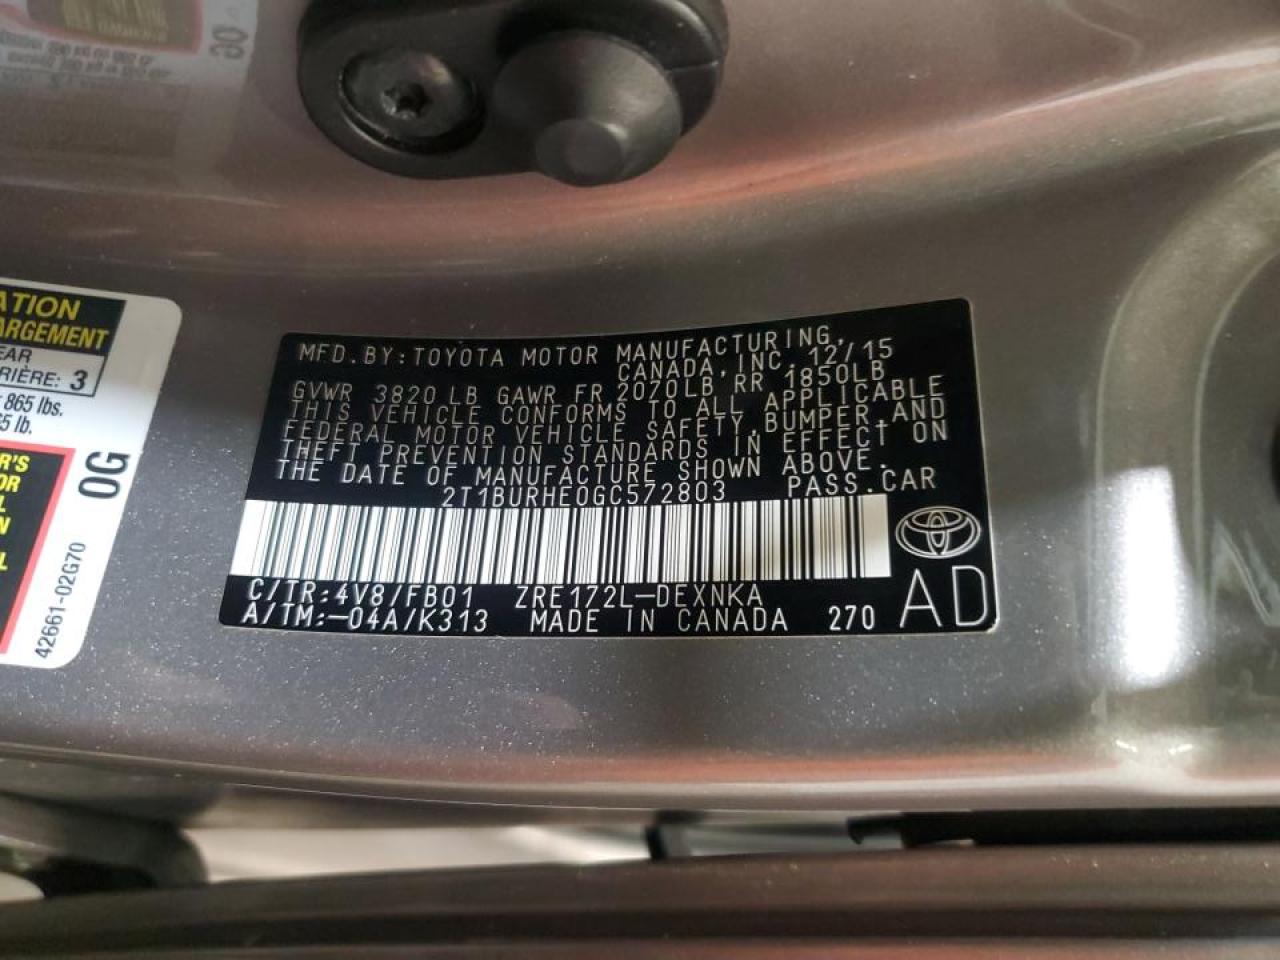 ATION
ARGEMENT
EAR
RIÈRE: 3
865 lbs.
5 lb.
R'S
OR
L
N
L
0G
42661-02G70
MFD.BY:TOYOTA MOTOR MANUFACTURING,
CANADA,INC.12/15
GVWR 3820LB GAWR FR 2070LB RR 1850LB
THIS VEHICLE CONFORMS TO ALL APPLICABLE
FEDERAL MOTOR VEHICLE SAFETY,BUMPER,AND
THEFT PREVENTION STANDARDS IN EFFECT ON
THE DATE OF MANUFACTURE SHOWN ABOVE.
2T1BURHE0GC572803 PASS.CAR
C/TR:4V8/FB01 ZRE172L-DEXNKA
A/TM:-04A/K313 MADE IN CANADA 270 AD